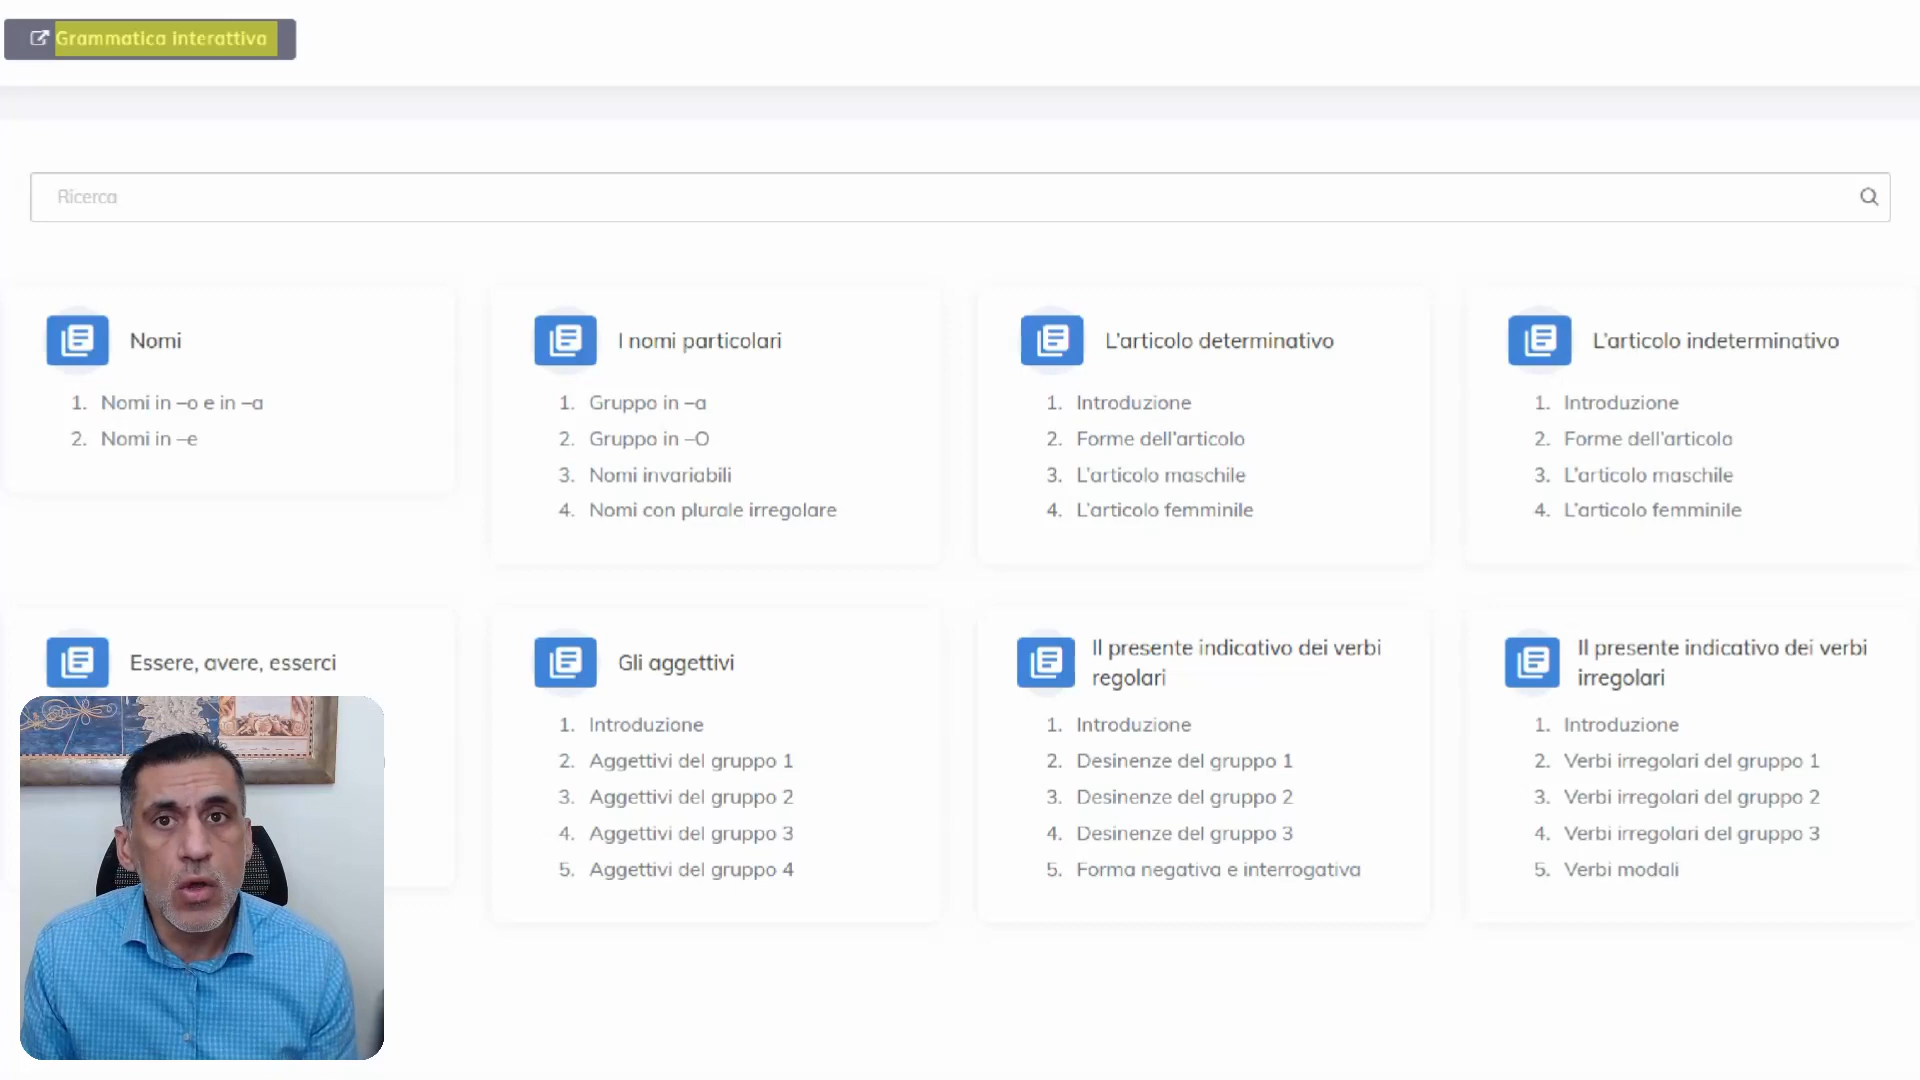 Grammatica interattiva
Ricerca
Nomi
1. Nomi in –o e in –a
2. Nomi in –e
I nomi particolari
1. Gruppo in –a
2. Gruppo in –O
3. Nomi invariabili
4. Nomi con plurale irregolare
L'articolo determinativo
1. Introduzione
2. Forme dell'articolo
3. L'articolo maschile
4. L'articolo femminile
L'articolo indeterminativo
1. Introduzione
2. Forme dell'articolo
3. L'articolo maschile
4. L'articolo femminile
Essere, avere, esserci
Gli aggettivi
1. Introduzione
2. Aggettivi del gruppo 1
3. Aggettivi del gruppo 2
4. Aggettivi del gruppo 3
5. Aggettivi del gruppo 4
Il presente indicativo dei verbi
regolari
1. Introduzione
2. Desinenze del gruppo 1
3. Desinenze del gruppo 2
4. Desinenze del gruppo 3
5. Forma negativa e interrogativa
Il presente indicativo dei verbi
irregolari
1. Introduzione
2. Verbi irregolari del gruppo 1
3. Verbi irregolari del gruppo 2
4. Verbi irregolari del gruppo 3
5. Verbi modali